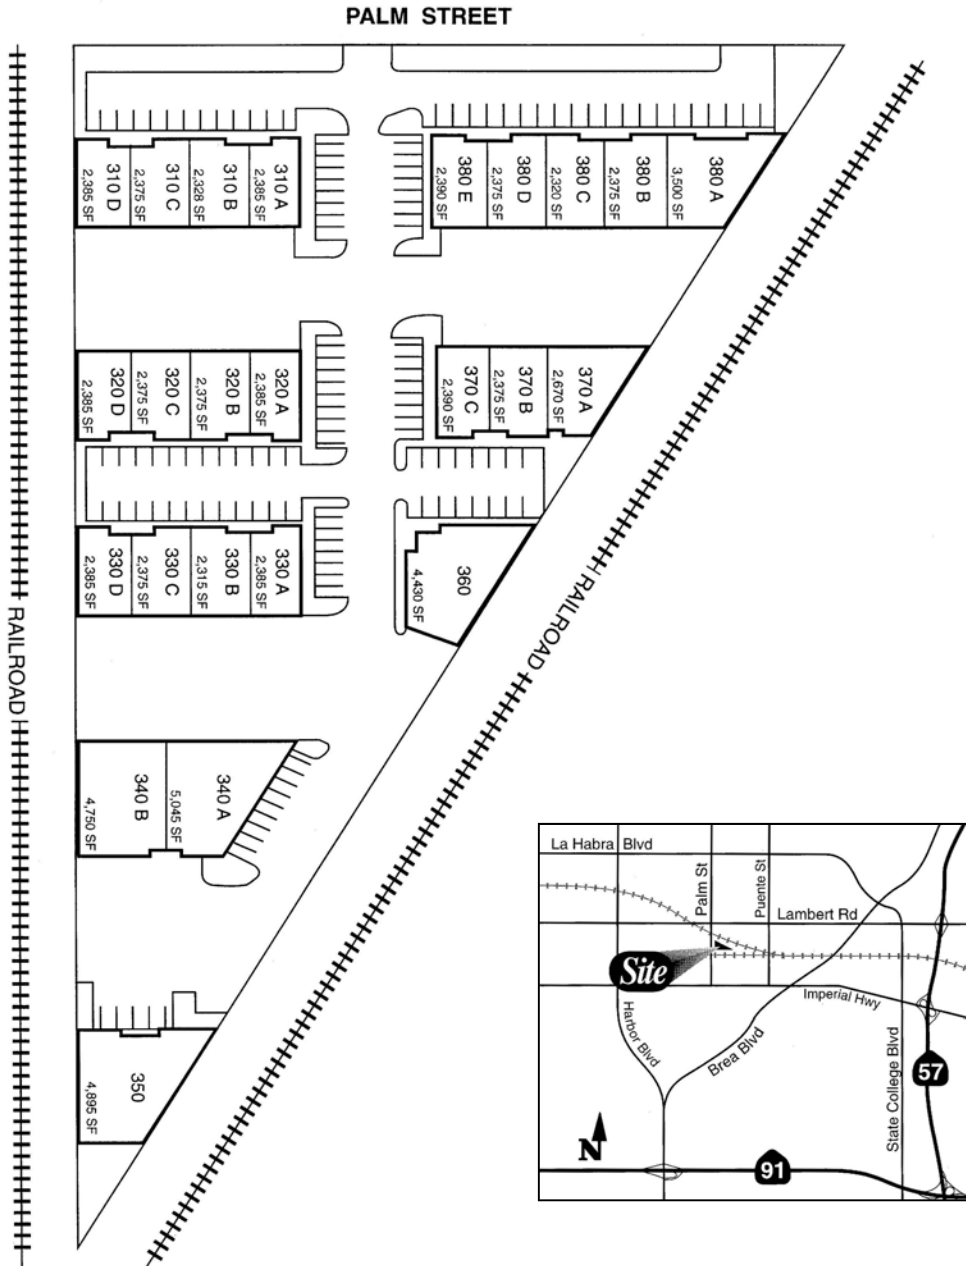 PALM STREET
310 D
2,385 SF
310 C
2,375 SF
310 B
2,328 SF
310 A
2,385 SF
380 E
2,390 SF
380 D
2,375 SF
380 C
2,320 SF
380 B
2,375 SF
380 A
3,500 SF
320 D
2,385 SF
320 C
2,375 SF
320 B
2,375 SF
320 A
2,385 SF
370 C
2,390 SF
370 B
2,375 SF
370 A
2,670 SF
330 D
2,385 SF
330 C
2,375 SF
330 B
2,315 SF
330 A
2,385 SF
360
4,430 SF
RAILROAD
RAILROAD
340 B
4,750 SF
340 A
5,045 SF
350
4,895 SF
La Habra Blvd
Palm St
Puente St
Lambert Rd
Site
Imperial Hwy
Harbor Blvd
Brea Blvd
State College Blvd
57
N
91